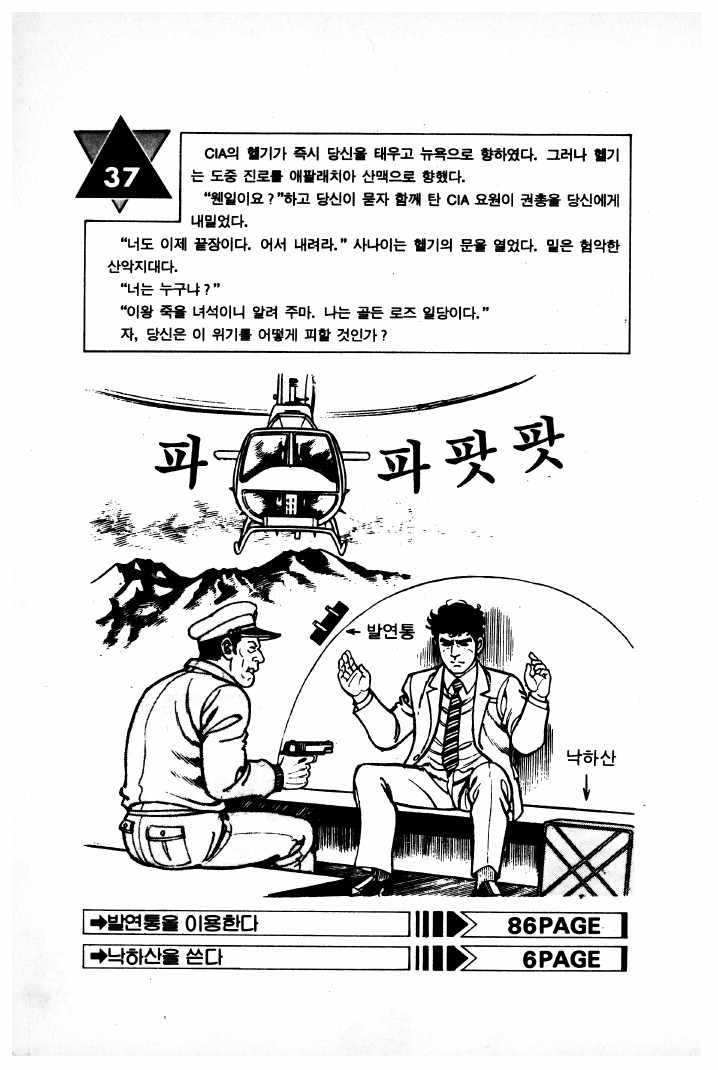 37
CIA의 헬기가 즉시 당신을 태우고 뉴욕으로 향하였다. 그러나 헬기
는 도중 진로를 애팔래치아 산맥으로 향했다.
“웬일이요?”하고 당신이 묻자 함께 탄 CIA 요원이 권총을 당신에게
내밀었다.
“너도 이제 끝장이다. 어서 내려라.” 사나이는 헬기의 문을 열었다. 밑은 험악한
산악지대다.
“너는 누구냐?”
“이왕 죽을 녀석이니 알려 주마. 나는 골든 로즈 일당이다.”
자, 당신은 이 위기를 어떻게 피할 것인가?
파 파 팟 팟
←발연통
낙하산
↓
➔발연통을 이용한다 86PAGE
➔낙하산을 쓴다 6PAGE